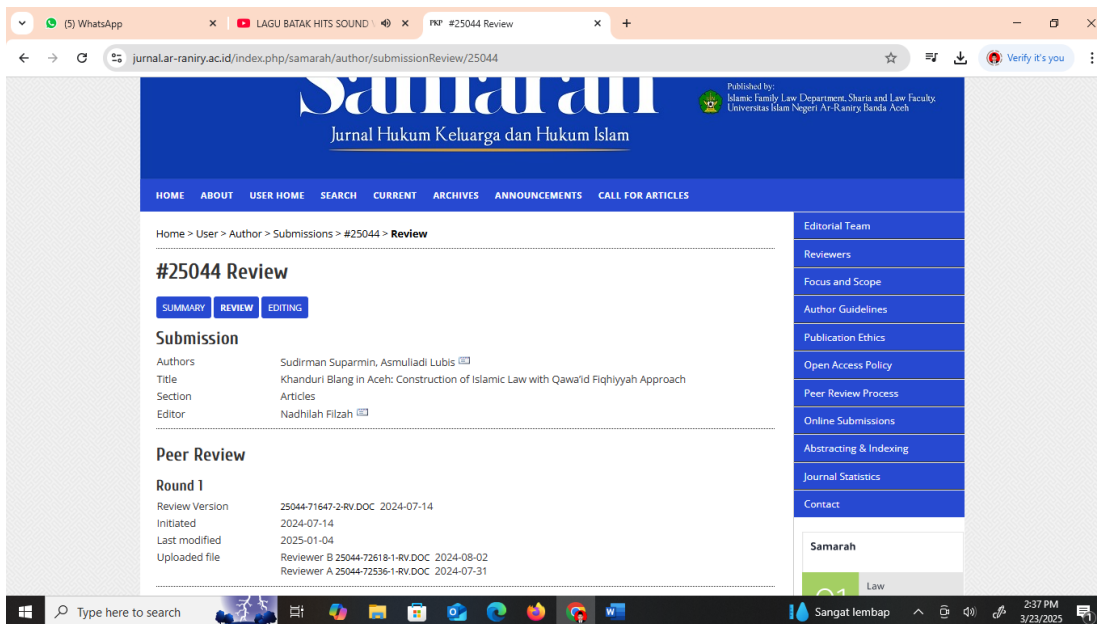 (5) WhatsApp
LAGU BATAK HITS SOUND
PKP #25044 Review
jurnal.ar-raniry.ac.id/index.php/samarah/author/submissionReview/25044
Verify it's you
Samarah
Published by:
Islamic Family Law Department, Sharia and Law Faculty,
Universitas Islam Negeri Ar-Raniry, Banda Aceh
Jurnal Hukum Keluarga dan Hukum Islam
HOME ABOUT USER HOME SEARCH CURRENT ARCHIVES ANNOUNCEMENTS CALL FOR ARTICLES
Home > User > Author > Submissions > #25044 > Review
#25044 Review
SUMMARY REVIEW EDITING
Submission
Authors Sudirman Suparmin, Asmuliadi Lubis
Title Khanduri Blang in Aceh: Construction of Islamic Law with Qawa'id Fiqhiyyah Approach
Section Articles
Editor Nadhilah Filzah
Peer Review
Round 1
Review Version 25044-71647-2-RV.DOC 2024-07-14
Initiated 2024-07-14
Last modified 2025-01-04
Uploaded file Reviewer B 25044-72618-1-RV.DOC 2024-08-02
Reviewer A 25044-72536-1-RV.DOC 2024-07-31
Editorial Team
Reviewers
Focus and Scope
Author Guidelines
Publication Ethics
Open Access Policy
Peer Review Process
Online Submissions
Abstracting & Indexing
Journal Statistics
Contact
Samarah
Q1 Law
Type here to search
Sangat lembap
2:37 PM
3/23/2025